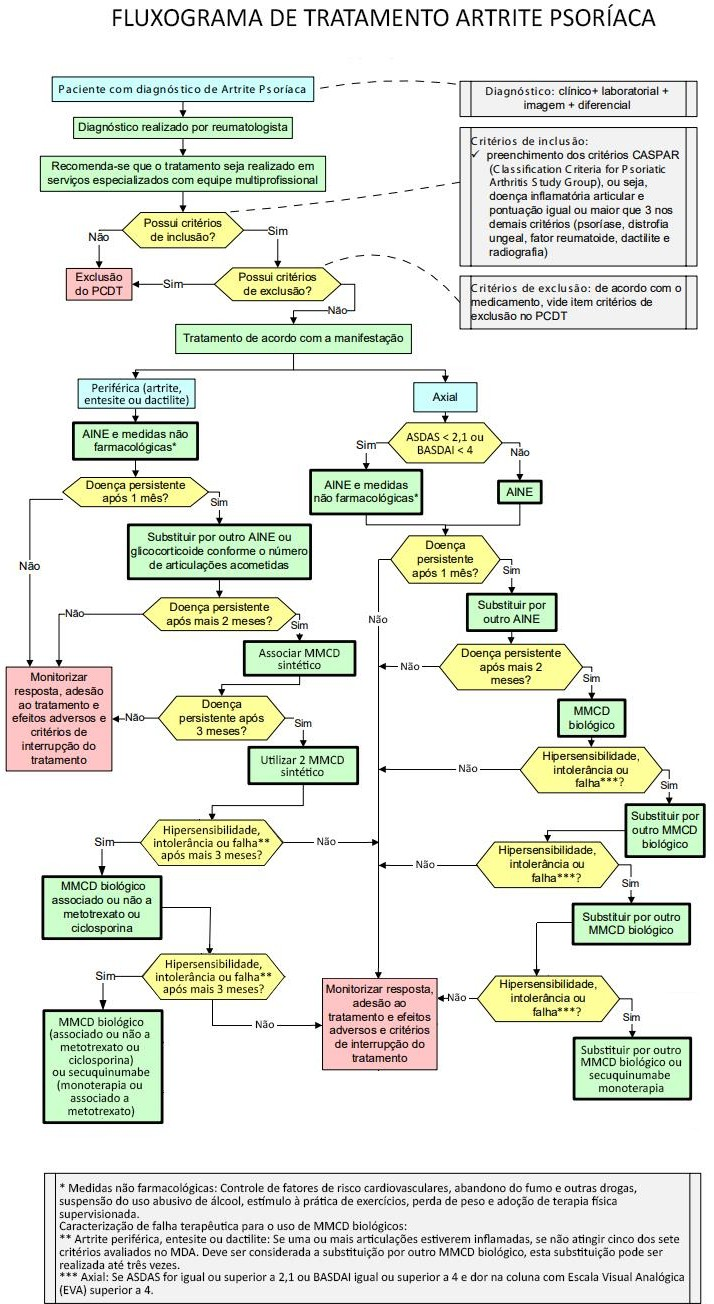 FLUXOGRAMA DE TRATAMENTO ARTRITE PSORÍACA
Paciente com diagnóstico de Artrite Psoríaca
Diagnóstico: clínico+ laboratorial +
imagem + diferencial
Diagnóstico realizado por reumatologista
Recomenda-se que o tratamento seja realizado em
serviços especializados com equipe multiprofissional
Critérios de inclusão:
✓ preenchimento dos critérios CASPAR
(Classification Criteria for Psoriatic
Arthritis Study Group), ou seja,
doença inflamatória articular e
pontuação igual ou maior que 3 nos
demais critérios (psoríase, distrofia
ungeal, fator reumatoide, dactilite e
radiografia)
Possui critérios
de inclusão?
Não
Sim
Exclusão
do PCDT
Sim
Possui critérios
de exclusão?
Não
Critérios de exclusão: de acordo com o
medicamento, vide item critérios de
exclusão no PCDT
Tratamento de acordo com a manifestação
Periférica (artrite,
entesite ou dactilite)
Axial
AINE e medidas não
farmacológicas*
ASDAS < 2,1 ou
BASDAI < 4
Sim
Não
AINE e medidas
não farmacológicas*
AINE
Doença persistente
após 1 mês?
Sim
Não
Substituir por outro AINE ou
glicocorticoide conforme o número
de articulações acometidas
Doença
persistente
após 1 mês?
Sim
Não
Substituir por
outro AINE
Doença persistente
após mais 2 meses?
Não
Sim
Associar MMCD
sintético
Doença persistente
após mais 2
meses?
Não
Sim
MMCD
biológico
Monitorizar
resposta, adesão
ao tratamento e
efeitos adversos e
critérios de
interrupção do
tratamento
Não
Doença
persistente após
3 meses?
Sim
Utilizar 2 MMCD
sintético
Hipersensibilidade,
intolerância ou
falha***?
Não
Sim
Substituir por
outro MMCD
biológico
Hipersensibilidade,
intolerância ou falha**
após mais 3 meses?
Sim
Não
Hipersensibilidade,
intolerância ou
falha***?
Não
Sim
MMCD biológico
associado ou não a
metotrexato ou
ciclosporina
Substituir por outro
MMCD biológico
Hipersensibilidade,
intolerância ou falha**
após mais 3 meses?
Sim
Não
Monitorizar resposta,
adesão ao
tratamento e efeitos
adversos e critérios
de interrupção do
tratamento
Não
Hipersensibilidade,
intolerância ou
falha***?
Sim
MMCD biológico
(associado ou não a
metotrexato ou
ciclosporina)
ou secuquinumabe
(monoterapia ou
associado a
metotrexato)
Substituir por outro
MMCD biológico ou
secuquinumabe
monoterapia
* Medidas não farmacológicas: Controle de fatores de risco cardiovasculares, abandono do fumo e outras drogas,
suspensão do uso abusivo de álcool, estímulo à prática de exercícios, perda de peso e adoção de terapia física
supervisionada.
Caracterização de falha terapêutica para o uso de MMCD biológicos:
** Artrite periférica, entesite ou dactilite: Se uma ou mais articulações estiverem inflamadas, se não atingir cinco dos sete
critérios avaliados no MDA. Deve ser considerada a substituição por outro MMCD biológico, esta substituição pode ser
realizada até três vezes.
*** Axial: Se ASDAS for igual ou superior a 2,1 ou BASDAI igual ou superior a 4 e dor na coluna com Escala Visual Analógica
(EVA) superior a 4.